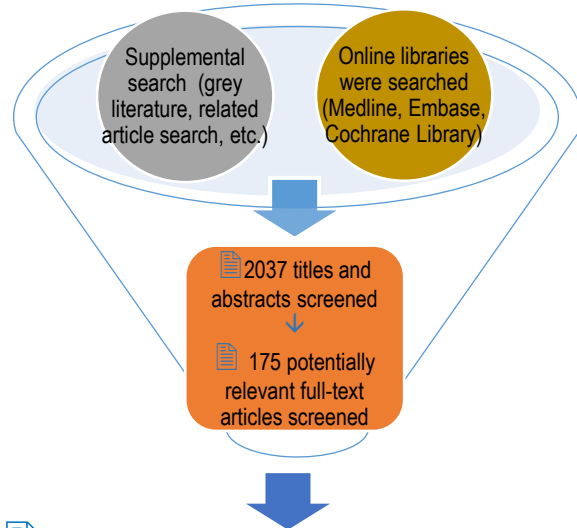 Supplemental
search (grey
literature, related
article search, etc.)
Online libraries
were searched
(Medline, Embase,
Cochrane Library)
2037 titles and
abstracts screened
175 potentially
relevant full-text
articles screened